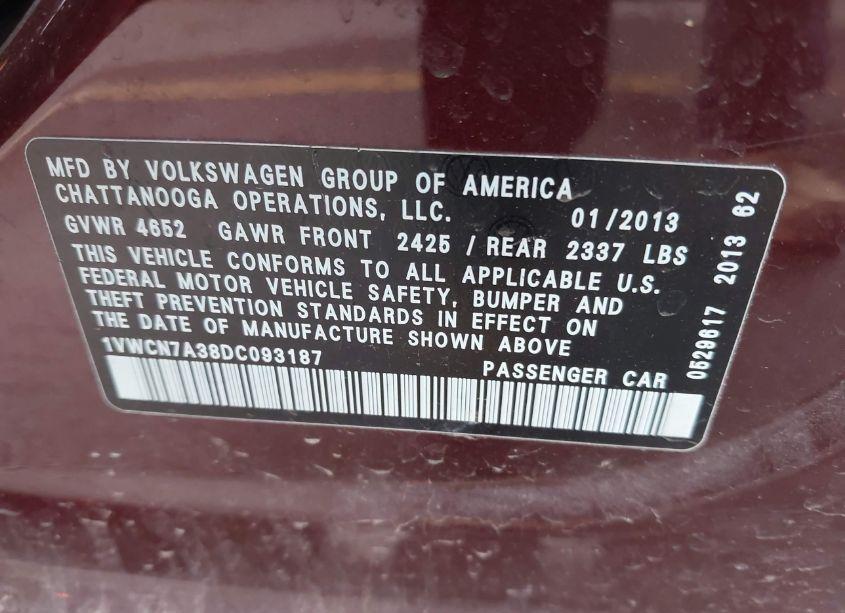 MFD BY VOLKSWAGEN GROUP OF AMERICA
CHATTANOOGA OPERATIONS, LLC. 01/2013
GVWR 4652 GAWR FRONT 2425 / REAR 2337 LBS
THIS VEHICLE CONFORMS TO ALL APPLICABLE U.S.
FEDERAL MOTOR VEHICLE SAFETY, BUMPER AND
THEFT PREVENTION STANDARDS IN EFFECT ON
THE DATE OF MANUFACTURE SHOWN ABOVE
1VWCN7A38DC093187 PASSENGER CAR
0529617 2013 62